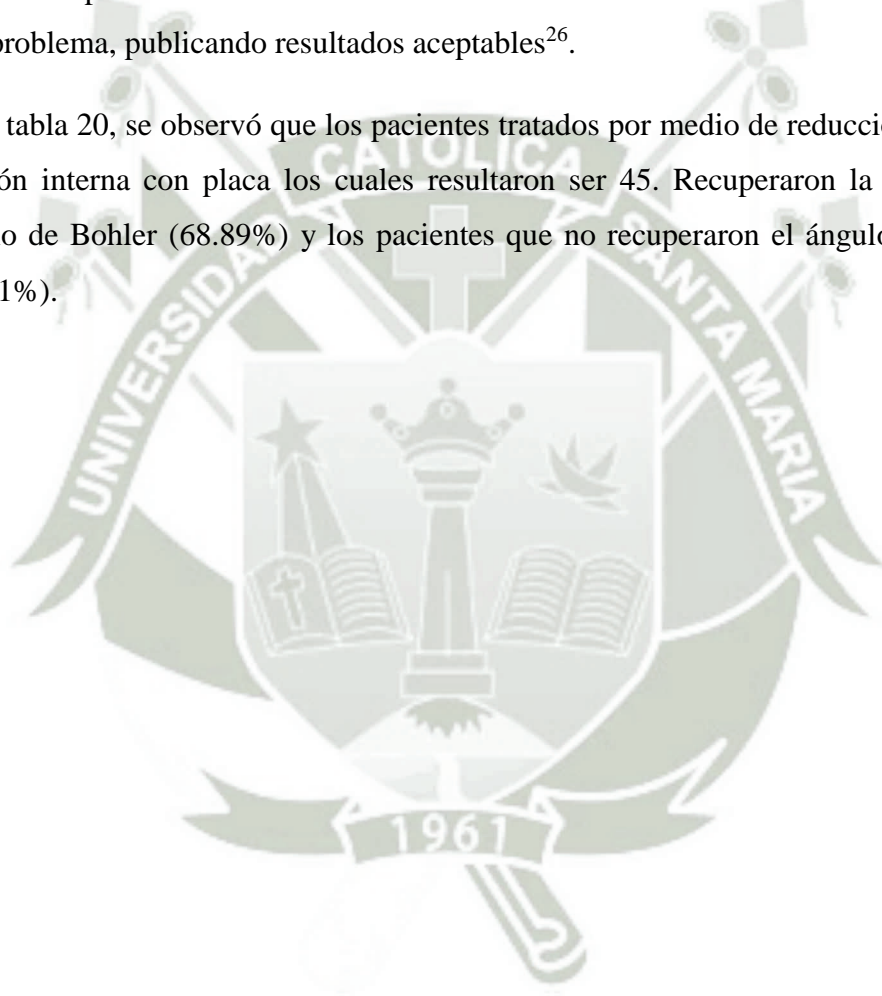 problema, publicando resultados aceptables26.
tabla 20, se observó que los pacientes tratados por medio de reducci
ón interna con placa los cuales resultaron ser 45. Recuperaron la
o de Bohler (68.89%) y los pacientes que no recuperaron el ángulo
1%).
UNIVERSIDAD CATOLICA SANTA MARIA
1961